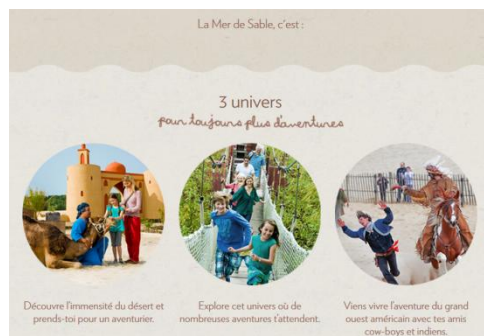 La Mer de Sable, c'est :
3 univers
pour toujours plus d'aventures
Découvre l'immensité du désert et
prends-toi pour un aventurier.
Explore cet univers où de
nombreuses aventures t'attendent.
Viens vivre l'aventure du grand
ouest américain avec tes amis
cow-boys et indiens.